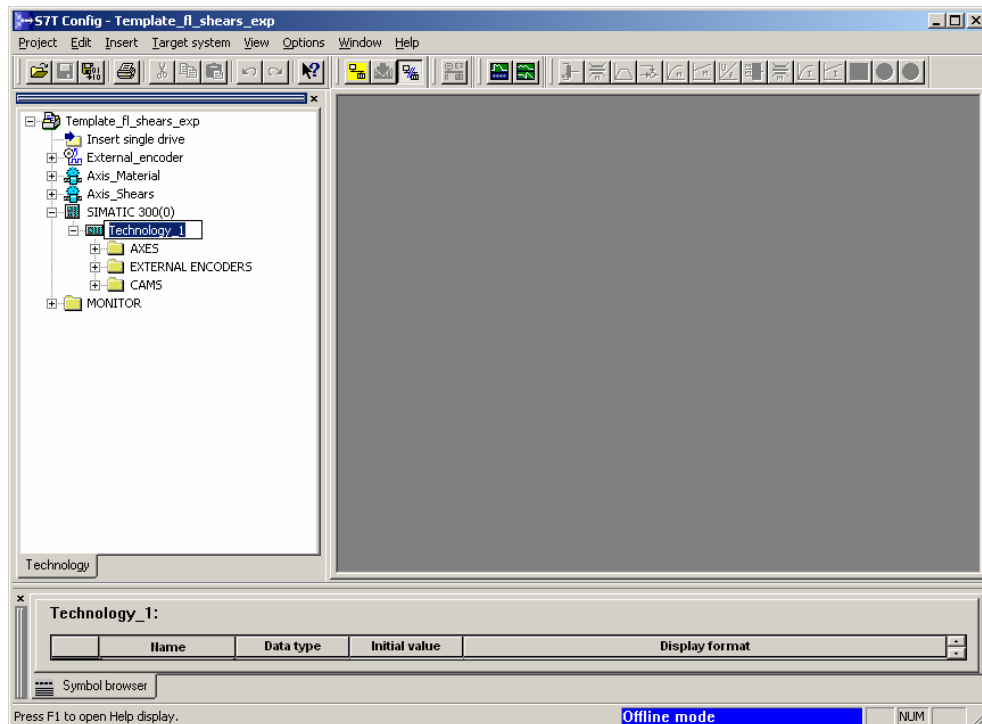 S7T Config - Template_fl_shears_exp
Project Edit Insert Target system View Options Window Help
Template_fl_shears_exp
Insert single drive
External_encoder
Axis_Material
Axis_Shears
SIMATIC 300(0)
Technology_1
AXES
EXTERNAL ENCODERS
CAMS
MONITOR
Technology
Technology_1:
Name Data type Initial value Display format
Symbol browser
Press F1 to open Help display. Offline mode NUM